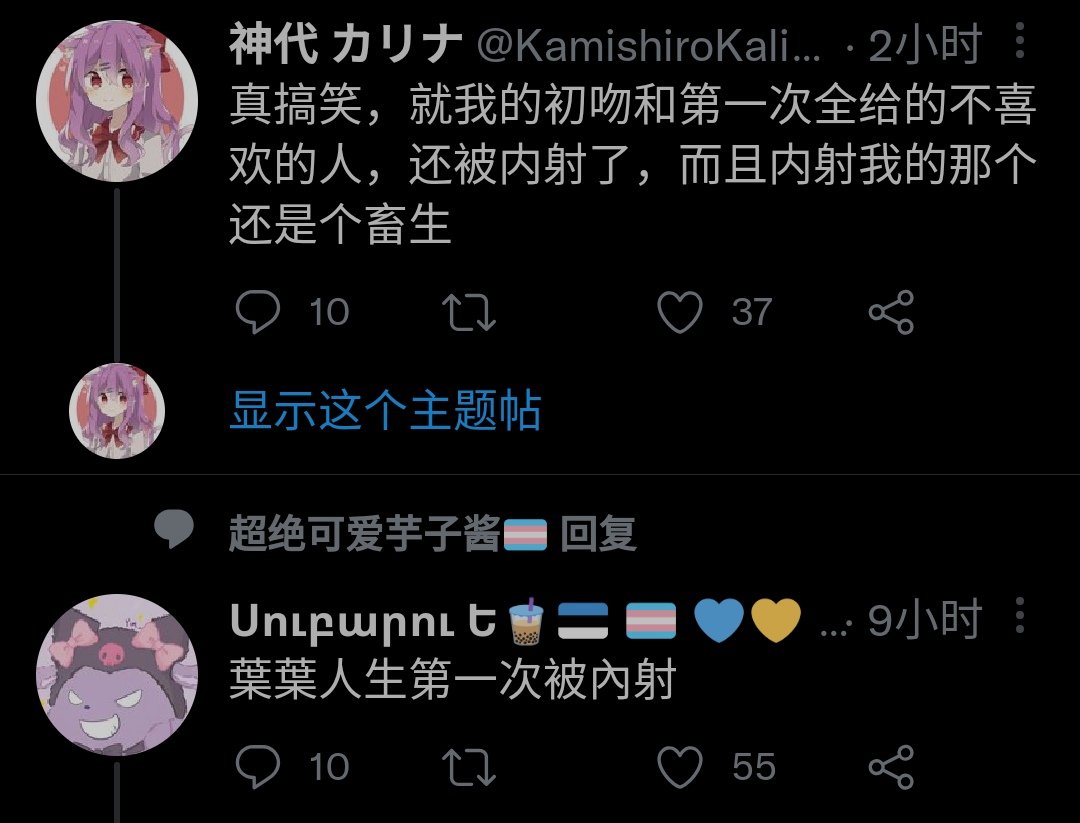 神代 カリナ @KamishiroKali... · 2小时
真搞笑，就我的初吻和第一次全给的不喜
欢的人，还被内射了，而且内射我的那个
还是个畜生
10 37
显示这个主题帖
超绝可爱芋子酱🏳️‍⚧️ 回复
Սուբարու Ե🧋🇪🇪 🏳️‍⚧️ 💙💛 ...· 9小时
葉葉人生第一次被內射
10 55